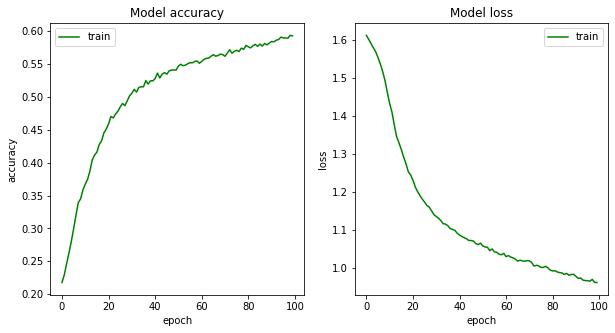 Model accuracy
train
0.60
0.55
0.50
0.45
0.40
0.35
0.30
0.25
0.20
accuracy
0 20 40 60 80 100
epoch
Model loss
train
1.6
1.5
1.4
1.3
1.2
1.1
1.0
loss
0 20 40 60 80 100
epoch